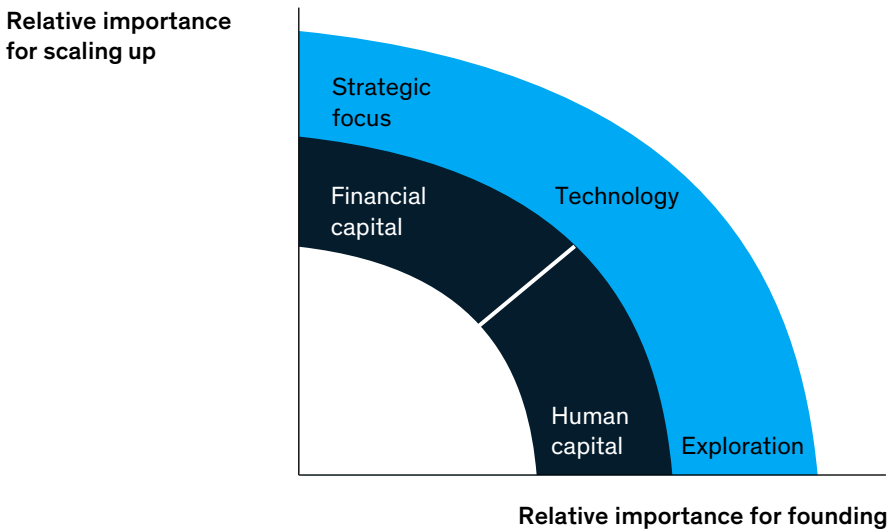 Relative importance
for scaling up
Strategic
focus
Financial
capital
Technology
Human
capital
Exploration
Relative importance for founding